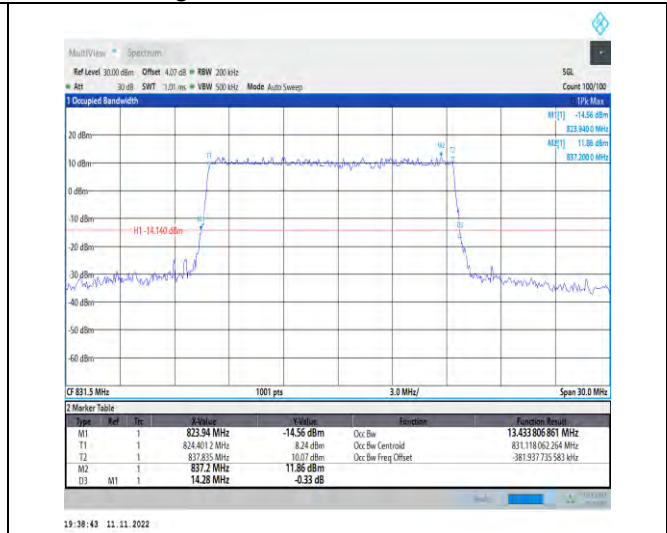 MultiView Spectrum
Ref Level 30.00 dBm Offset 4.07 dB RBW 200 kHz SGL
Att 30 dB SWT 1.01 ms VBW 500 kHz Mode Auto Sweep Count 100/100
1 Occupied Bandwidth 1Pk Max
M1[1] -14.56 dBm
823.940 0 MHz
20 dBm
M2[1] 11.86 dBm
837.200 0 MHz
M2
T1
T2
10 dBm
0 dBm
-10 dBm
H1 -14.140 dBm
-20 dBm
-30 dBm
-40 dBm
-50 dBm
-60 dBm
CF 831.5 MHz 1001 pts 3.0 MHz/ Span 30.0 MHz
2 Marker Table
Type Ref Trc X-Value Y-Value Function Function Result
M1 1 823.94 MHz -14.56 dBm Occ Bw 13.433 806 861 MHz
T1 1 824.401 2 MHz 8.24 dBm Occ Bw Centroid 831.118 062 264 MHz
T2 1 837.835 MHz 10.07 dBm Occ Bw Freq Offset -381.937 735 583 kHz
M2 1 837.2 MHz 11.86 dBm
D3 M1 1 14.28 MHz -0.33 dB
19:38:43 11.11.2022